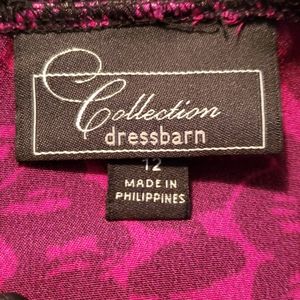 Collection
dressbarn
12
MADE IN
PHILIPPINES